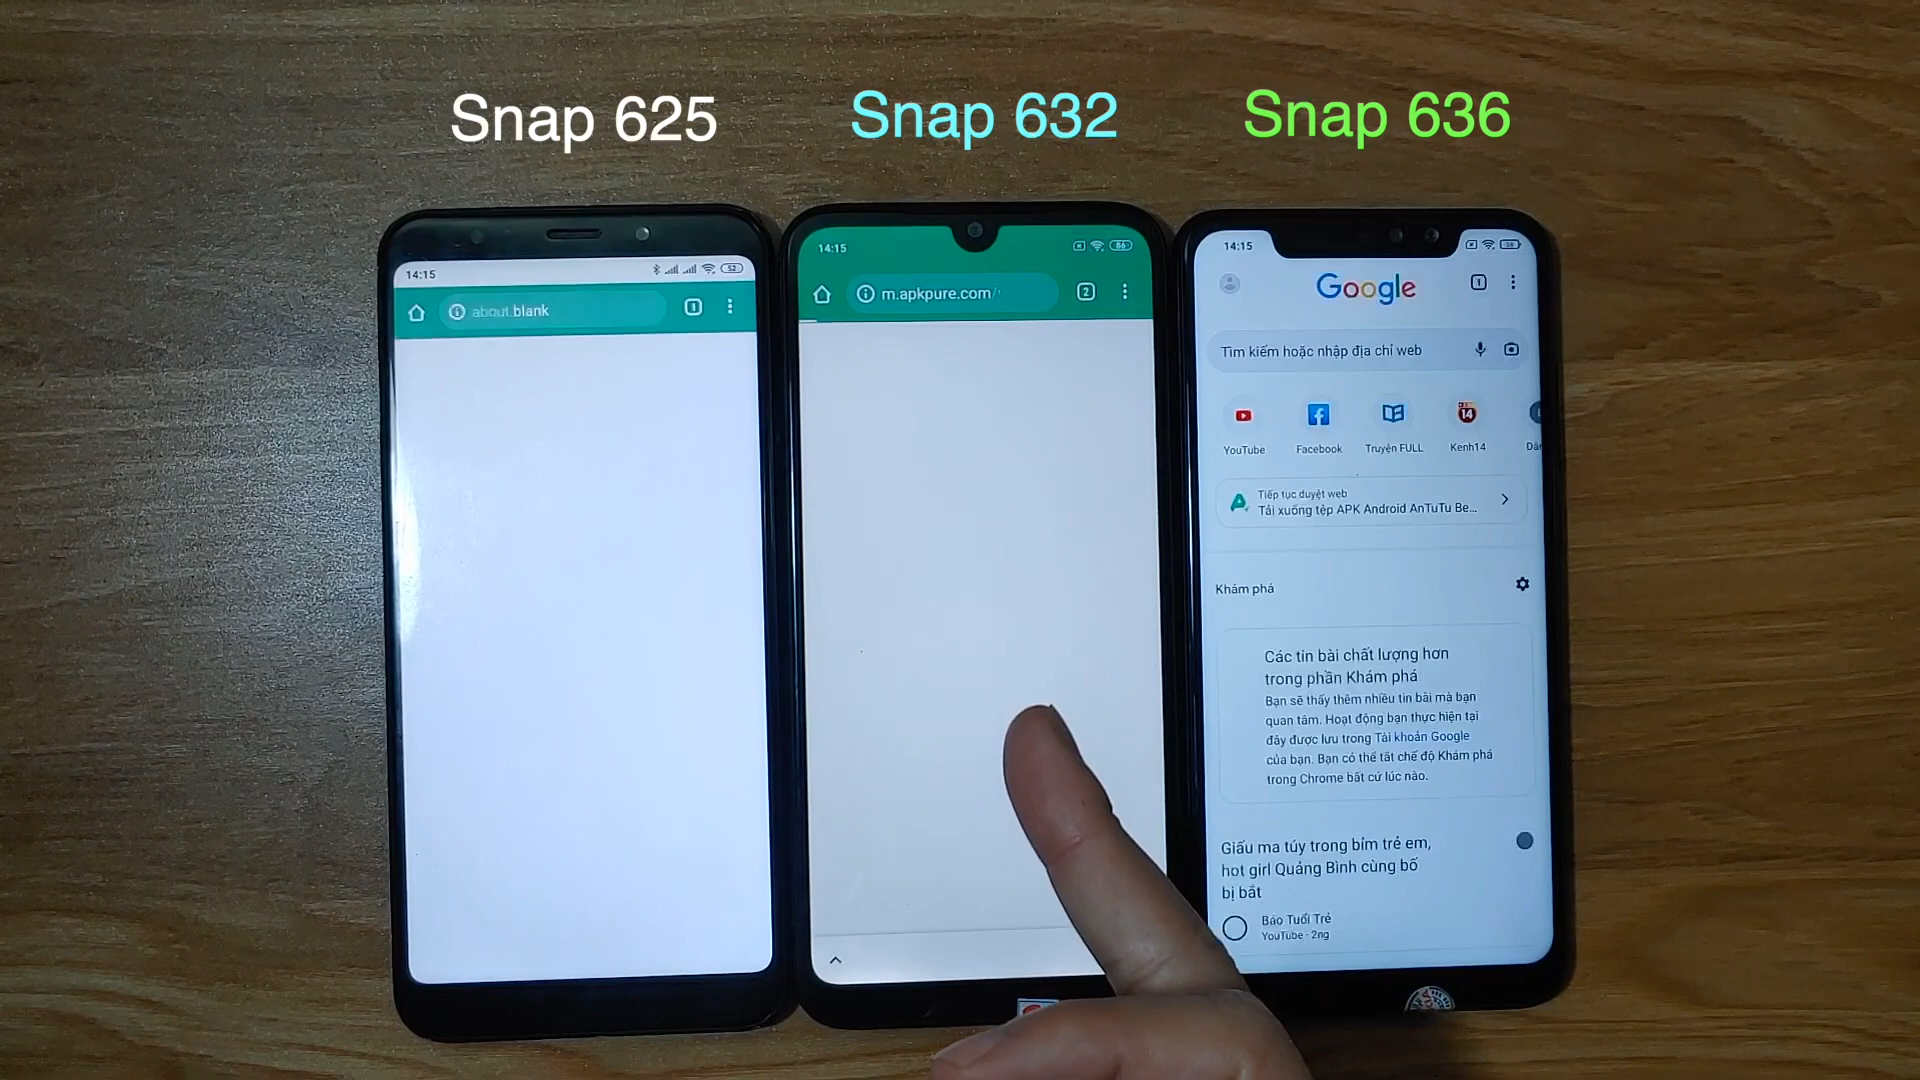 Snap 625
Snap 632
Snap 636
14:15
52
about.blank
1
14:15
86
m.apkpure.com/
2
14:15
Google
1
Tìm kiếm hoặc nhập địa chỉ web
YouTube
Facebook
Truyện FULL
14
Kenh14
Tiếp tục duyệt web
Tải xuống tệp APK Android AnTuTu Be...
Khám phá
Các tin bài chất lượng hơn
trong phần Khám phá
Bạn sẽ thấy thêm nhiều tin bài mà bạn
quan tâm. Hoạt động bạn thực hiện tại
đây được lưu trong Tài khoản Google
của bạn. Bạn có thể tắt chế độ Khám phá
trong Chrome bất cứ lúc nào.
Giấu ma túy trong bỉm trẻ em,
hot girl Quảng Bình cùng bố
bị bắt
Báo Tuổi Trẻ
YouTube · 2ng